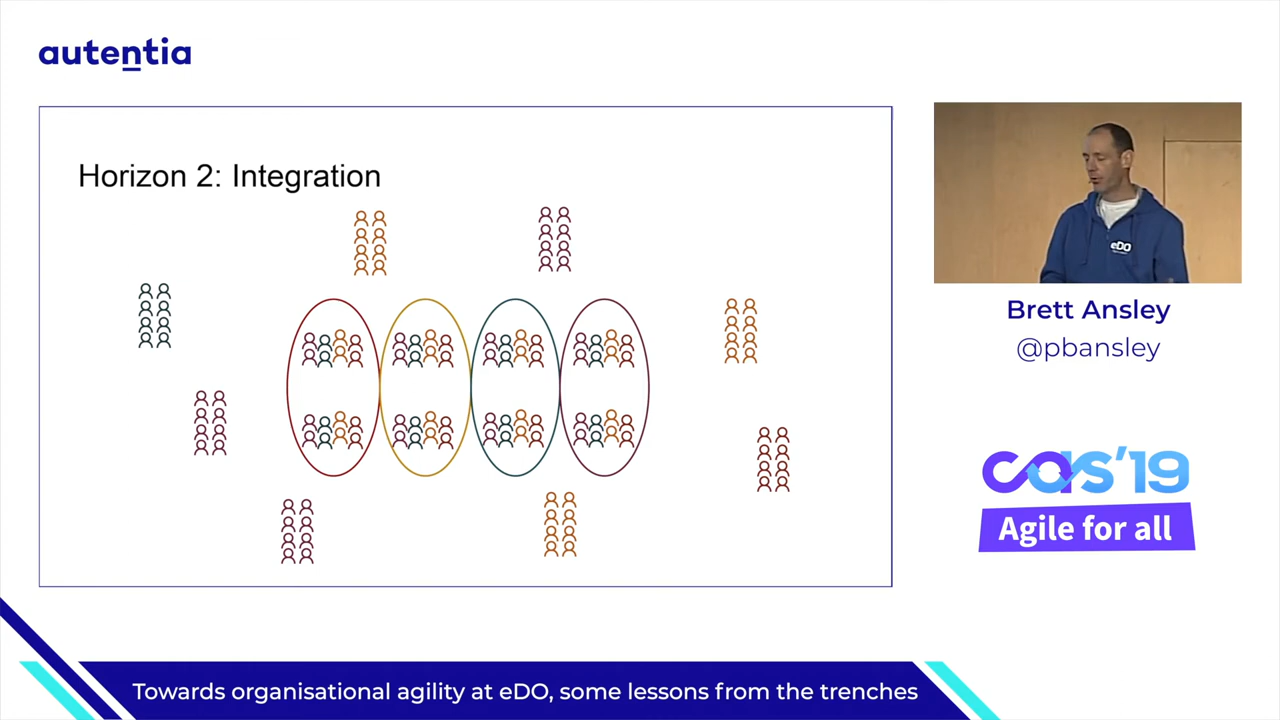 autentia
Horizon 2: Integration
eDO
Brett Ansley
@pbansley
cas'19
Agile for all
Towards organisational agility at eDO, some lessons from the trenches